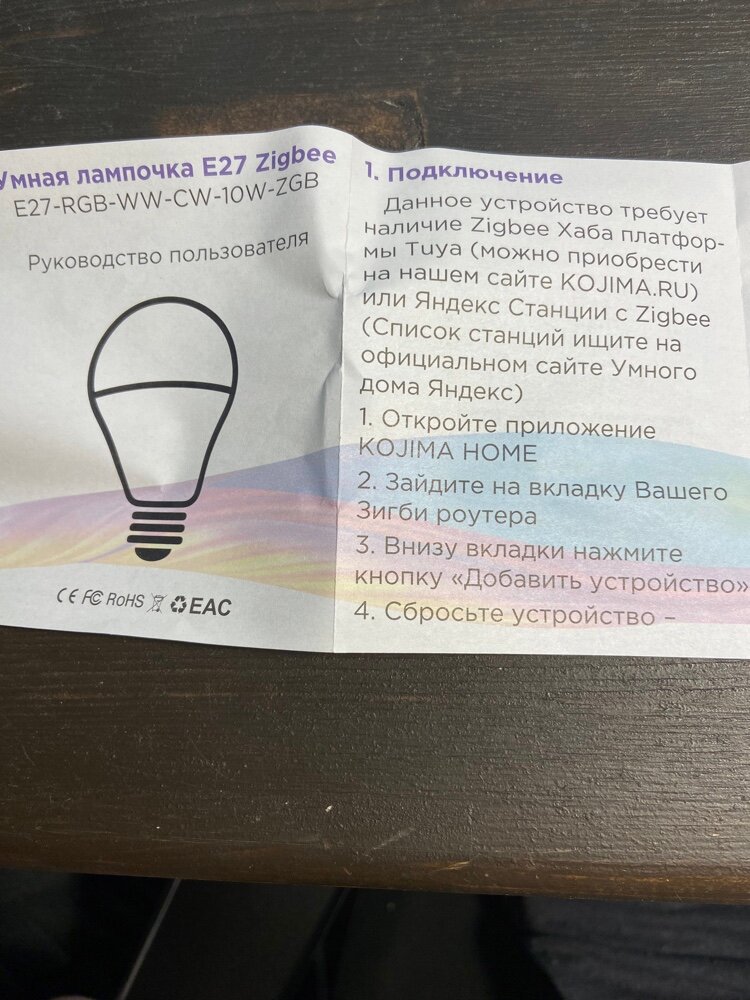 Умная лампочка E27 Zigbee
E27-RGB-WW-CW-10W-ZGB
Руководство пользователя
CE FC RoHS EAC
1. Подключение
Данное устройство требует
наличие Zigbee Хаба платфор-
мы Tuya (можно приобрести
на нашем сайте KOJIMA.RU)
или Яндекс Станции с Zigbee
(Список станций ищите на
официальном сайте Умного
дома Яндекс)
1. Откройте приложение
KOJIMA HOME
2. Зайдите на вкладку Вашего
Зигби роутера
3. Внизу вкладки нажмите
кнопку «Добавить устройство»
4. Сбросьте устройство –